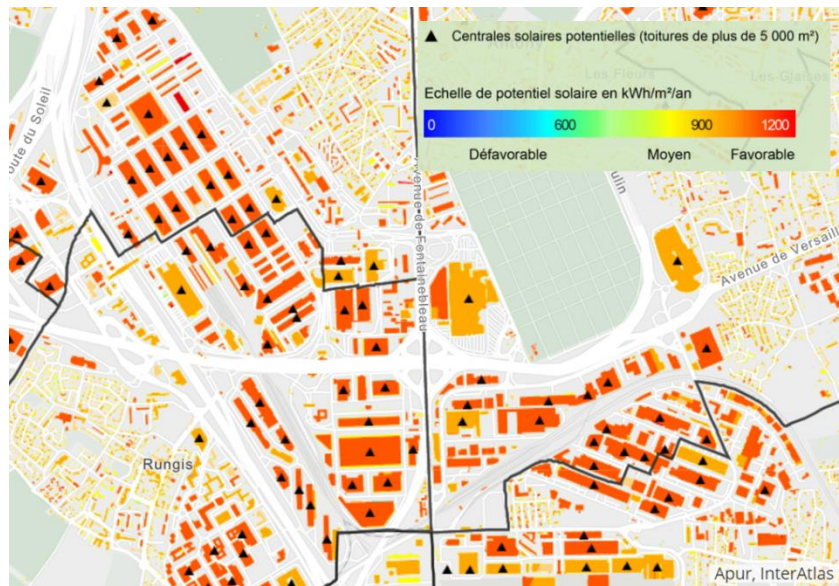 ▲ Centrales solaires potentielles (toitures de plus de 5 000 m²)
Antony
Les Fleurs
Les Glaises
Echelle de potentiel solaire en kWh/m²/an
0 600 900 1200
Défavorable Moyen Favorable
oute du Soleil
Avenue de Fontainebleau
ulin
Avenue de Versaill
Rungis
Apur, InterAtlas